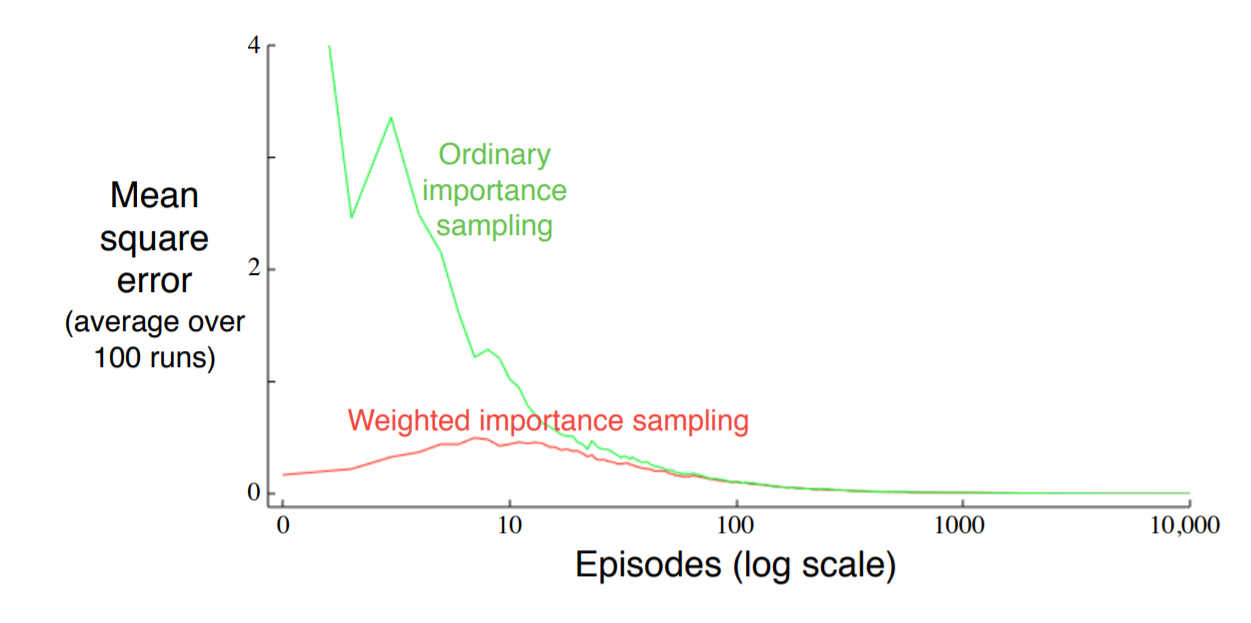 4
Ordinary
importance
sampling
Mean
square
error
(average over
100 runs)
2
Weighted importance sampling
0
0 10 100 1000 10,000
Episodes (log scale)